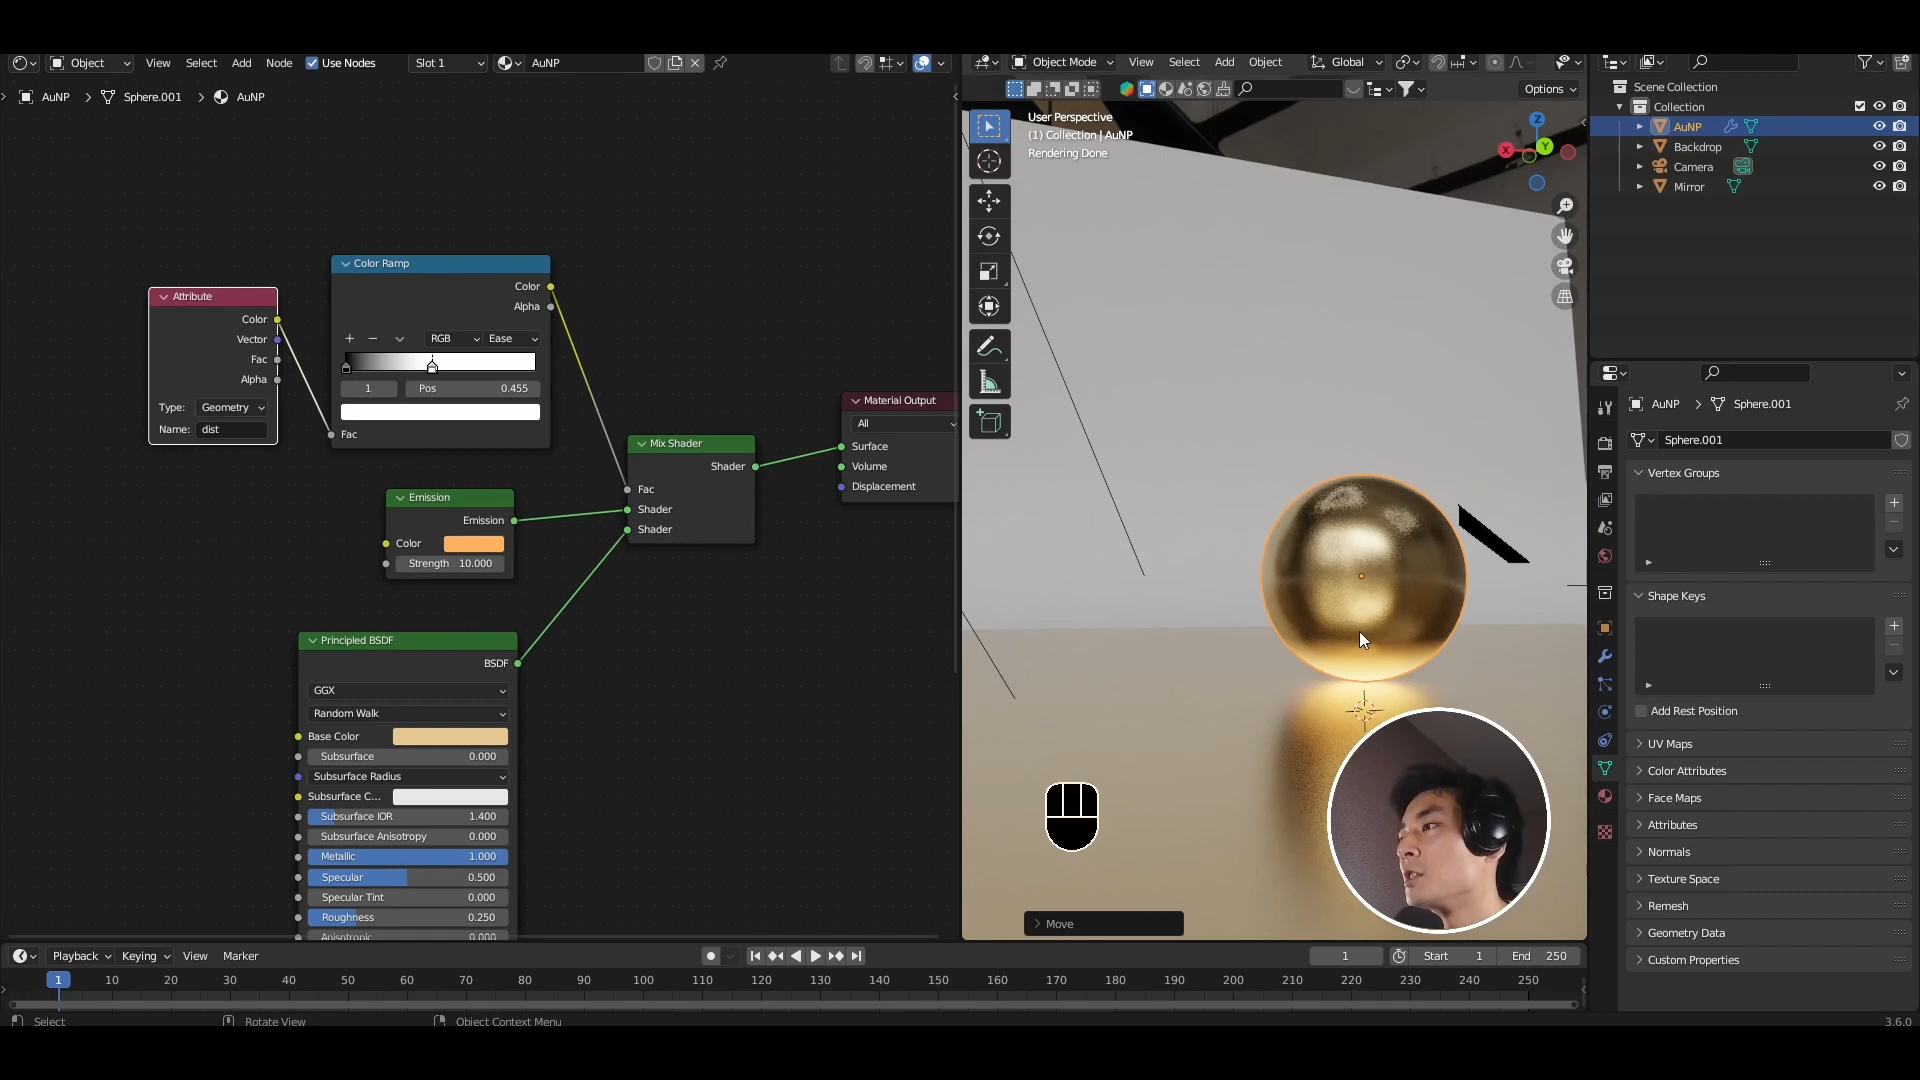 Object
View
Select
Add
Node
Use Nodes
Slot 1
AuNP
AuNP
Sphere.001
AuNP
Attribute
Color
Vector
Fac
Alpha
Type:
Geometry
Name:
dist
Color Ramp
Color
Alpha
RGB
Ease
1
Pos
0.455
Fac
Emission
Emission
Color
Strength
10.000
Mix Shader
Shader
Fac
Shader
Shader
Material Output
All
Surface
Volume
Displacement
Principled BSDF
BSDF
GGX
Random Walk
Base Color
Subsurface
0.000
Subsurface Radius
Subsurface C...
Subsurface IOR
1.400
Subsurface Anisotropy
0.000
Metallic
1.000
Specular
0.500
Specular Tint
0.000
Roughness
0.250
Anisotropic
0.000
Object Mode
View
Select
Add
Object
Global
Options
User Perspective
(1) Collection | AuNP
Rendering Done
Z
X
Y
Move
Scene Collection
Collection
AuNP
Backdrop
Camera
Mirror
AuNP
Sphere.001
Sphere.001
Vertex Groups
Shape Keys
Add Rest Position
UV Maps
Color Attributes
Face Maps
Attributes
Normals
Texture Space
Remesh
Geometry Data
Custom Properties
Playback
Keying
View
Marker
1
Start
1
End
250
1
10
20
30
40
50
60
70
80
90
100
110
120
130
140
150
160
170
180
190
200
210
220
230
240
250
Select
Rotate View
Object Context Menu
3.6.0